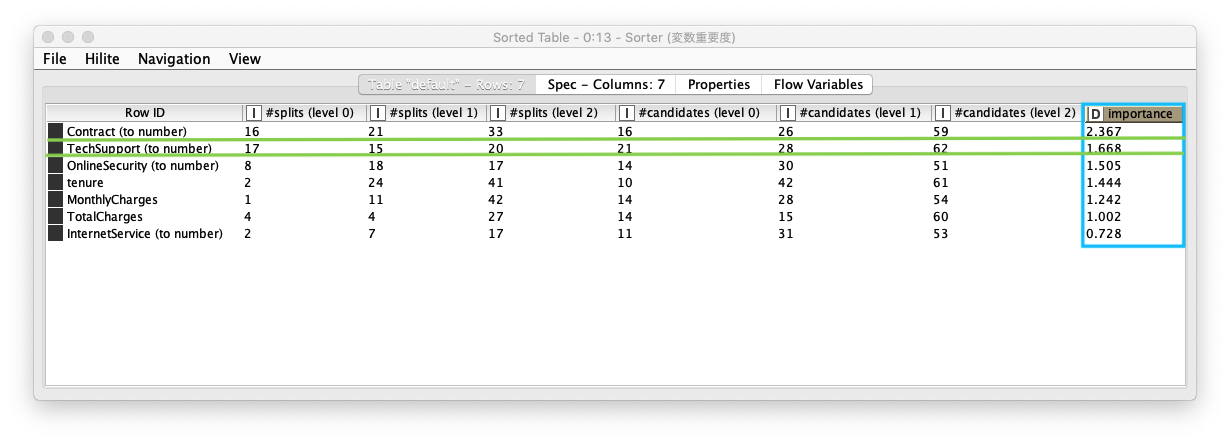 Sorted Table - 0:13 - Sorter (変数重要度)
File Hilite Navigation View
Table "default" - Rows: 7 Spec - Columns: 7 Properties Flow Variables
Row ID I #splits (level 0) I #splits (level 1) I #splits (level 2) I #candidates (level 0) I #candidates (level 1) I #candidates (level 2) D importance
Contract (to number) 16 21 33 16 26 59 2.367
TechSupport (to number) 17 15 20 21 28 62 1.668
OnlineSecurity (to number) 8 18 17 14 30 51 1.505
tenure 2 24 41 10 42 61 1.444
MonthlyCharges 1 11 42 14 28 54 1.242
TotalCharges 4 4 27 14 15 60 1.002
InternetService (to number) 2 7 17 11 31 53 0.728